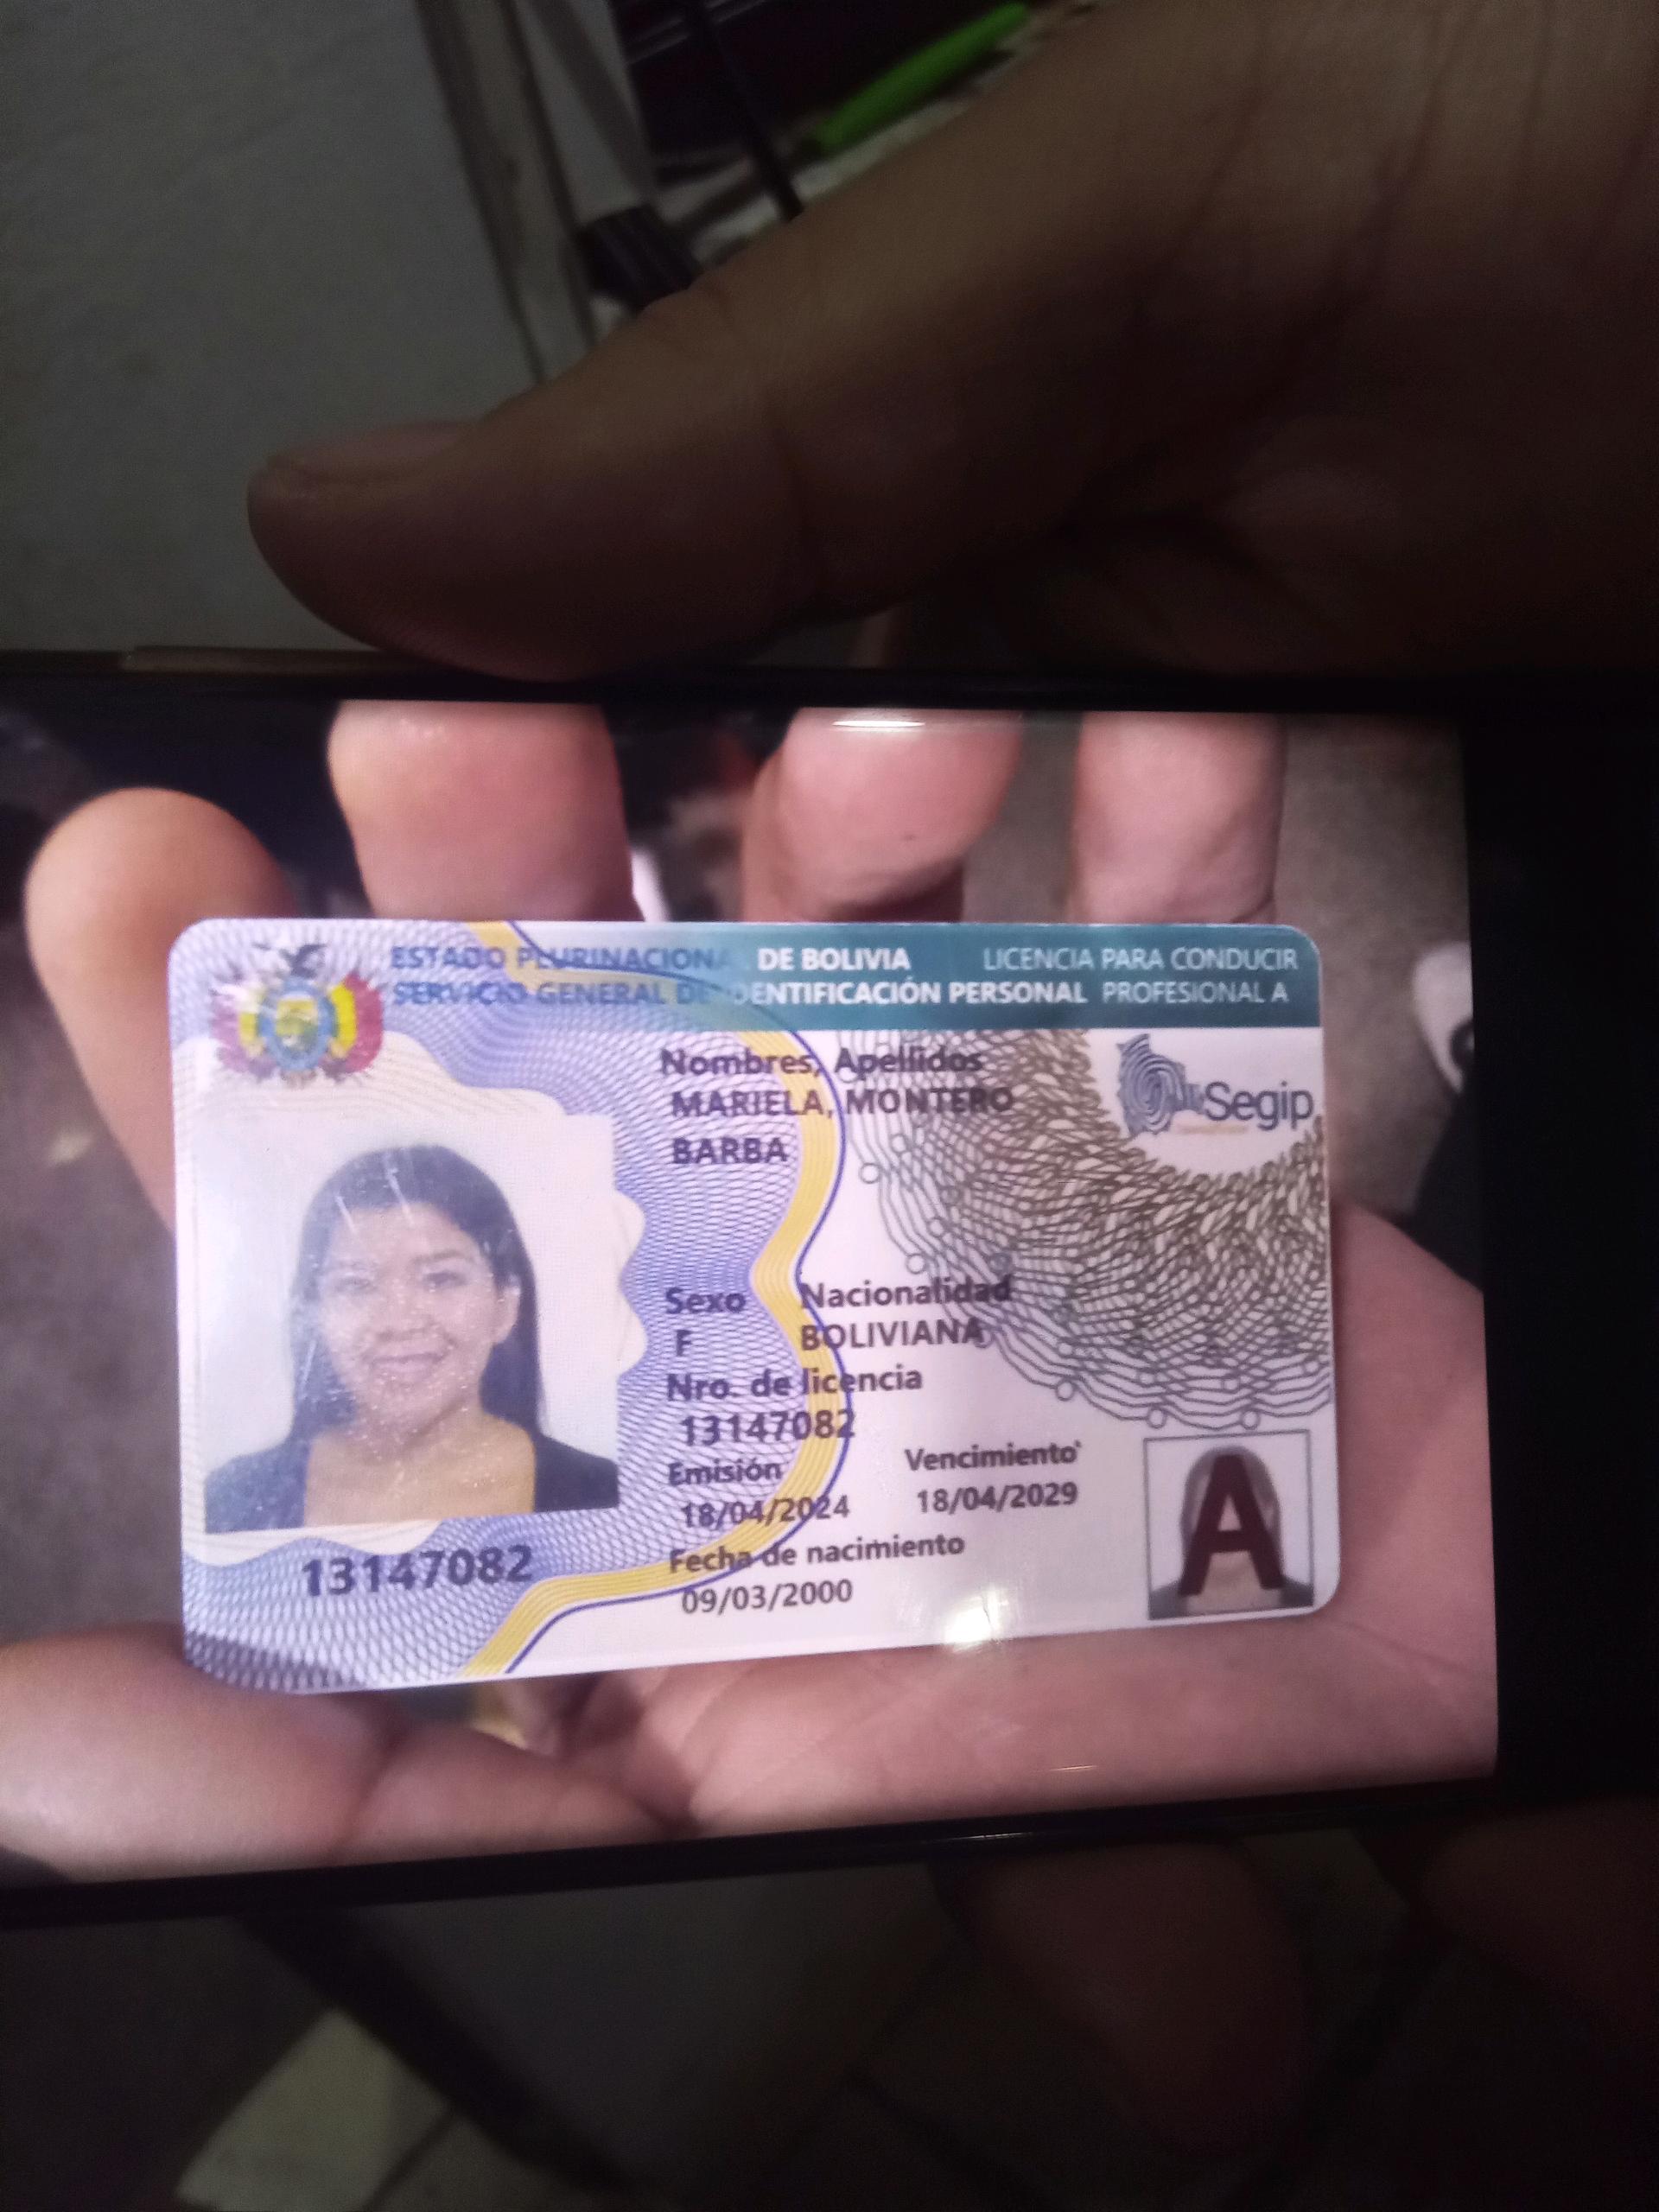 ESTADO PLURINACIONAL DE BOLIVIA
SERVICIO GENERAL DE IDENTIFICACIÓN PERSONAL
LICENCIA PARA CONDUCIR
PROFESIONAL A
Segip
Nombres, Apellidos
MARIELA, MONTERO
BARBA
Sexo Nacionalidad
F BOLIVIANA
Nro. de licencia
13147082
Emisión Vencimiento
18/04/2024 18/04/2029
Fecha de nacimiento
09/03/2000
13147082
A